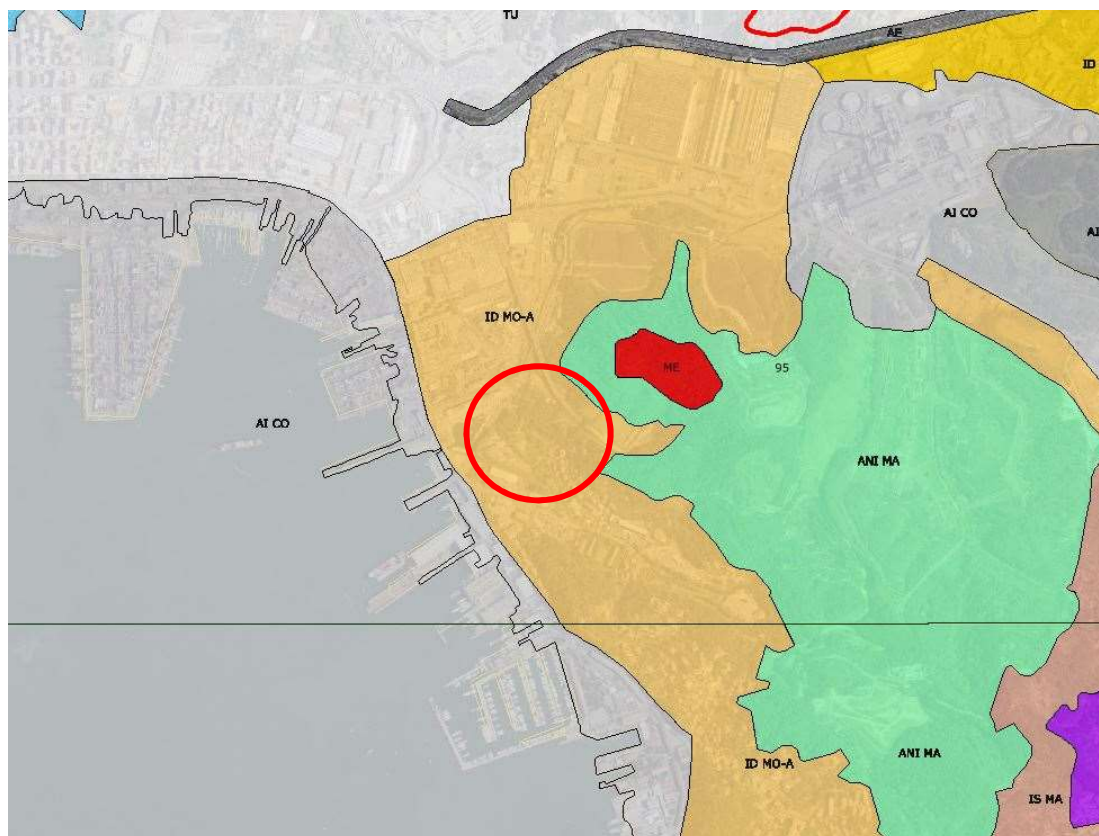 TU
AE
ID
AI CO
AI
ID MO-A
ME
95
AI CO
ANI MA
ANI MA
ID MO-A
IS MA